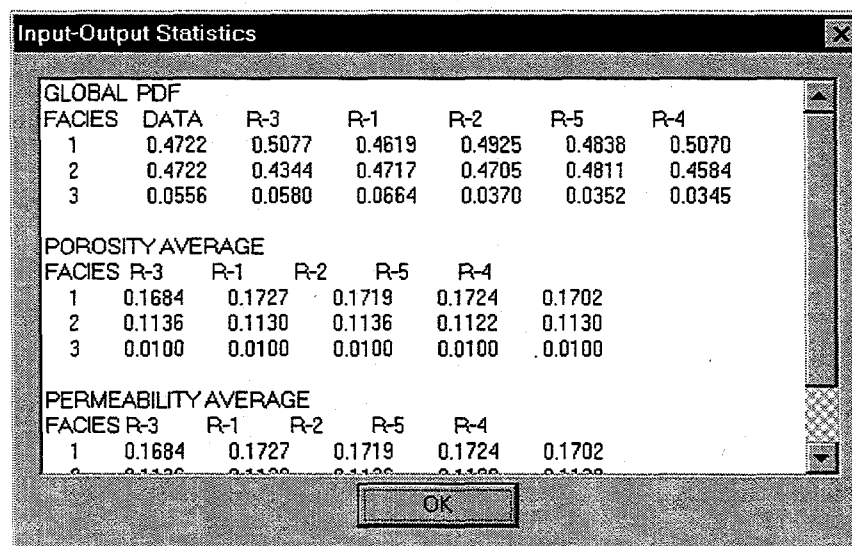 Input-Output Statistics
GLOBAL PDF
FACIES DATA R-3 R-1 R-2 R-5 R-4
1 0.4722 0.5077 0.4619 0.4925 0.4838 0.5070
2 0.4722 0.4344 0.4717 0.4705 0.4811 0.4584
3 0.0556 0.0580 0.0664 0.0370 0.0352 0.0345
POROSITY AVERAGE
FACIES R-3 R-1 R-2 R-5 R-4
1 0.1684 0.1727 0.1719 0.1724 0.1702
2 0.1136 0.1130 0.1136 0.1122 0.1130
3 0.0100 0.0100 0.0100 0.0100 0.0100
PERMEABILITY AVERAGE
FACIES R-3 R-1 R-2 R-5 R-4
1 0.1684 0.1727 0.1719 0.1724 0.1702
OK